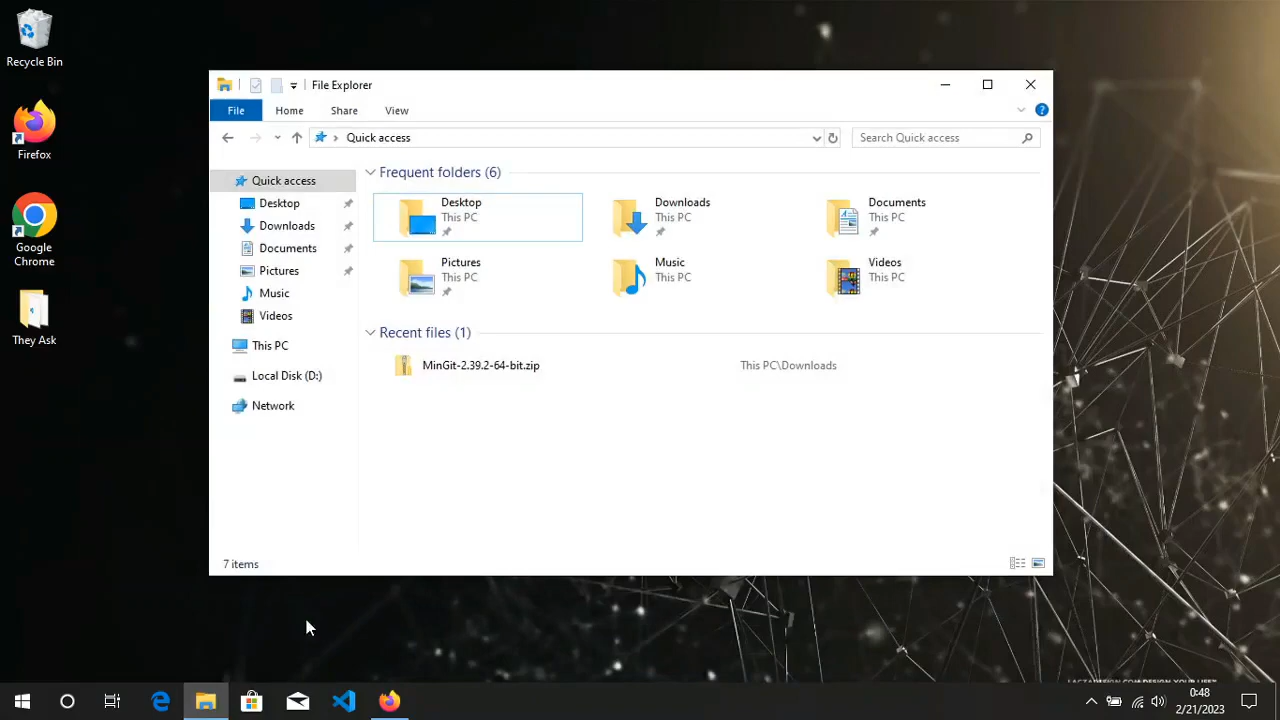 Recycle Bin
Firefox
Google
Chrome
They Ask
File Explorer
File
Home
Share
View
Quick access
Search Quick access
Quick access
Desktop
Downloads
Documents
Pictures
Music
Videos
This PC
Local Disk (D:)
Network
Frequent folders (6)
Desktop
This PC
Downloads
This PC
Documents
This PC
Pictures
This PC
Music
This PC
Videos
This PC
Recent files (1)
MinGit-2.39.2-64-bit.zip
This PC\Downloads
7 items
0:48
2/21/2023